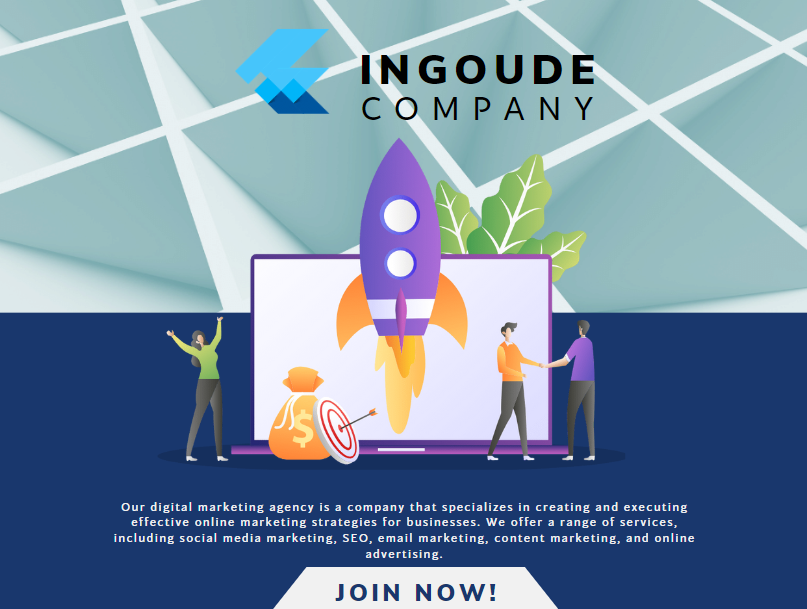 INGOUDE
COMPANY
$
Our digital marketing agency is a company that specializes in creating and executing
effective online marketing strategies for businesses. We offer a range of services,
including social media marketing, SEO, email marketing, content marketing, and online
advertising.
JOIN NOW!